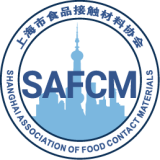 上海市食品接触材料协会
SAFCM
SHANGHAI ASSOCIATION OF FOOD CONTACT MATERIALS